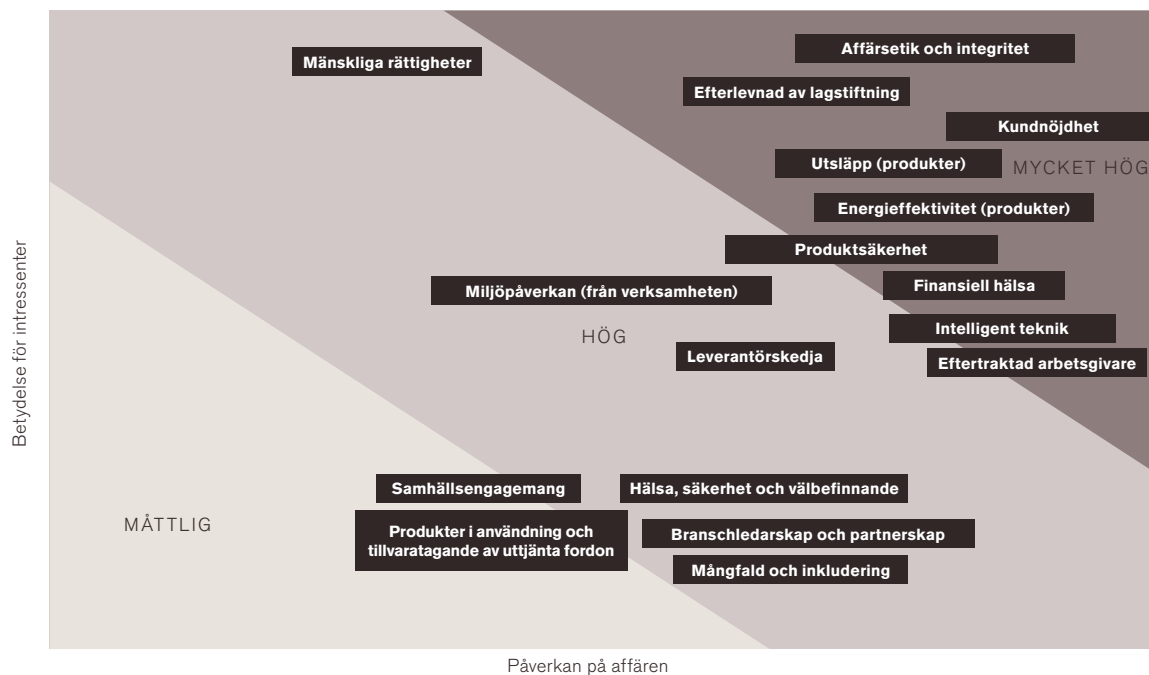 Affärsetik och integritet
Mänskliga rättigheter
Efterlevnad av lagstiftning
Kundnöjdhet
Utsläpp (produkter)
MYCKET HÖG
Energieffektivitet (produkter)
Produktsäkerhet
Finansiell hälsa
Miljöpåverkan (från verksamheten)
Intelligent teknik
HÖG
Leverantörskedja
Eftertraktad arbetsgivare
Betydelse för intressenter
Samhällsengagemang
Hälsa, säkerhet och välbefinnande
MÅTTLIG
Produkter i användning och
tillvaratagande av uttjänta fordon
Branschledarskap och partnerskap
Mångfald och inkludering
Påverkan på affären